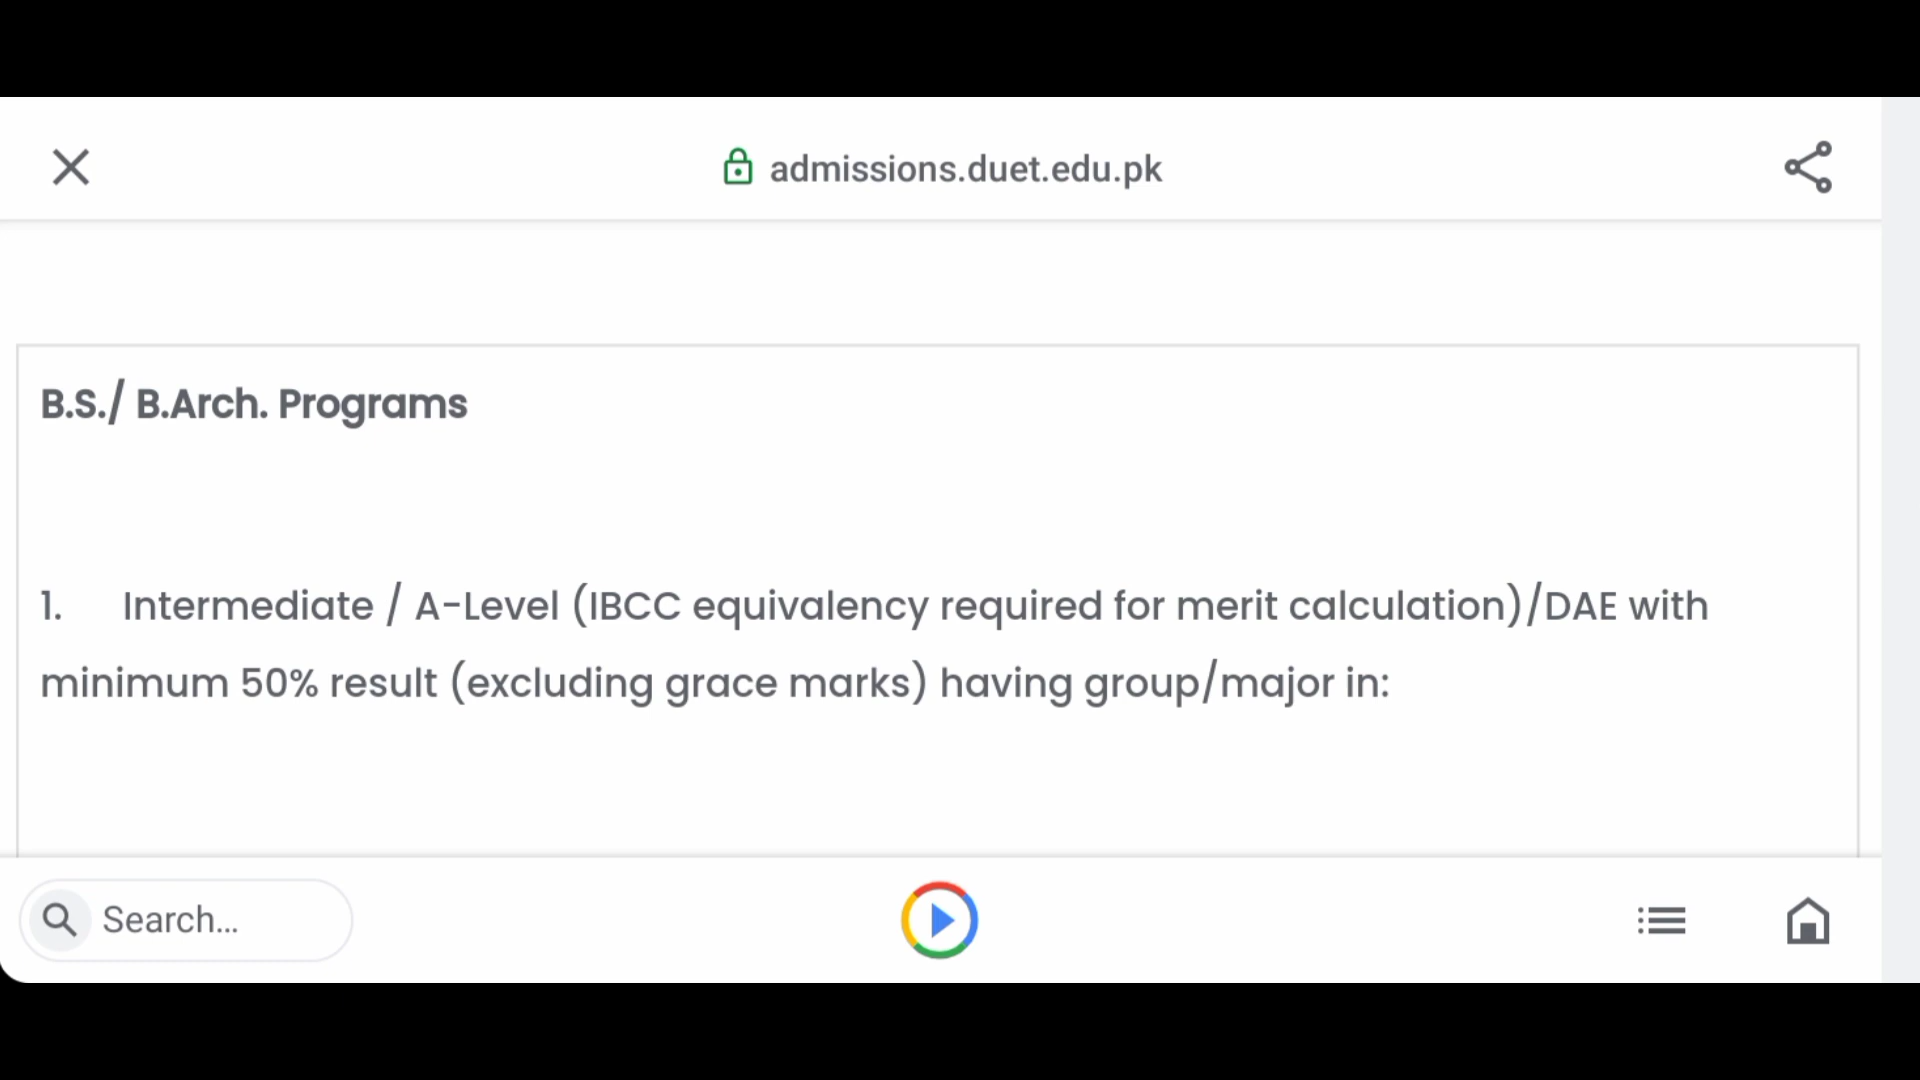 admissions.duet.edu.pk
B.S./ B.Arch. Programs
1. Intermediate / A-Level (IBCC equivalency required for merit calculation)/DAE with
minimum 50% result (excluding grace marks) having group/major in:
Search...